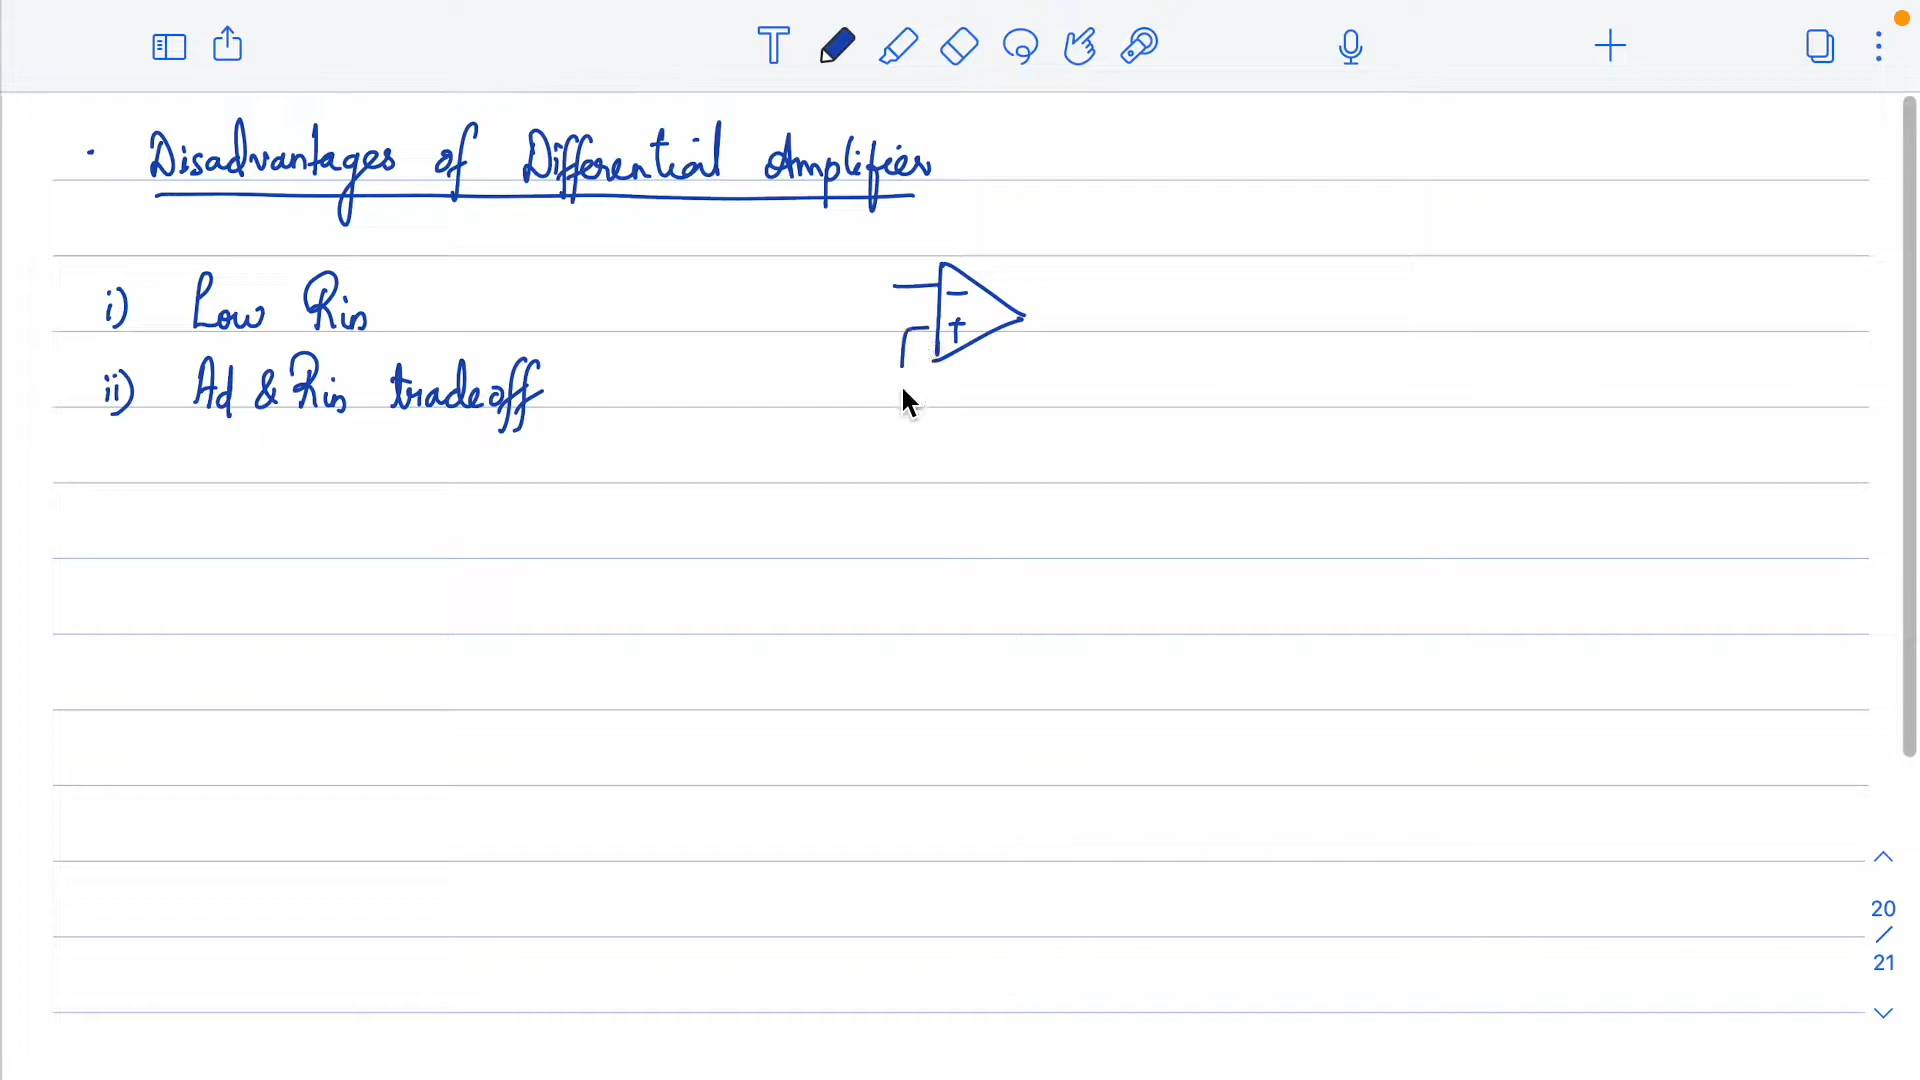 · Disadvantages of Differential Amplifier
i) Low Rin
ii) Ad & Rin tradeoff
−
+
20
/
21